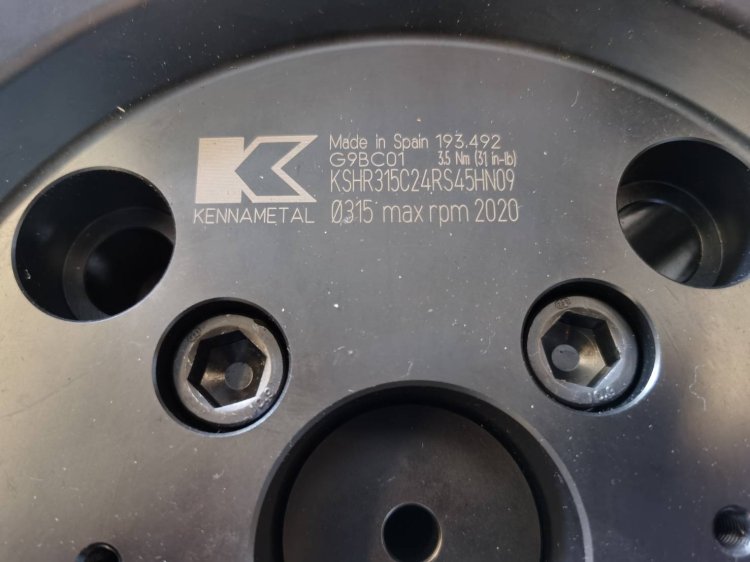 Made in Spain 193.492
G9BC01 3.5 Nm (31 in-lb)
KSHR315C24RS45HN09
KENNAMETAL Ø315 max rpm 2020